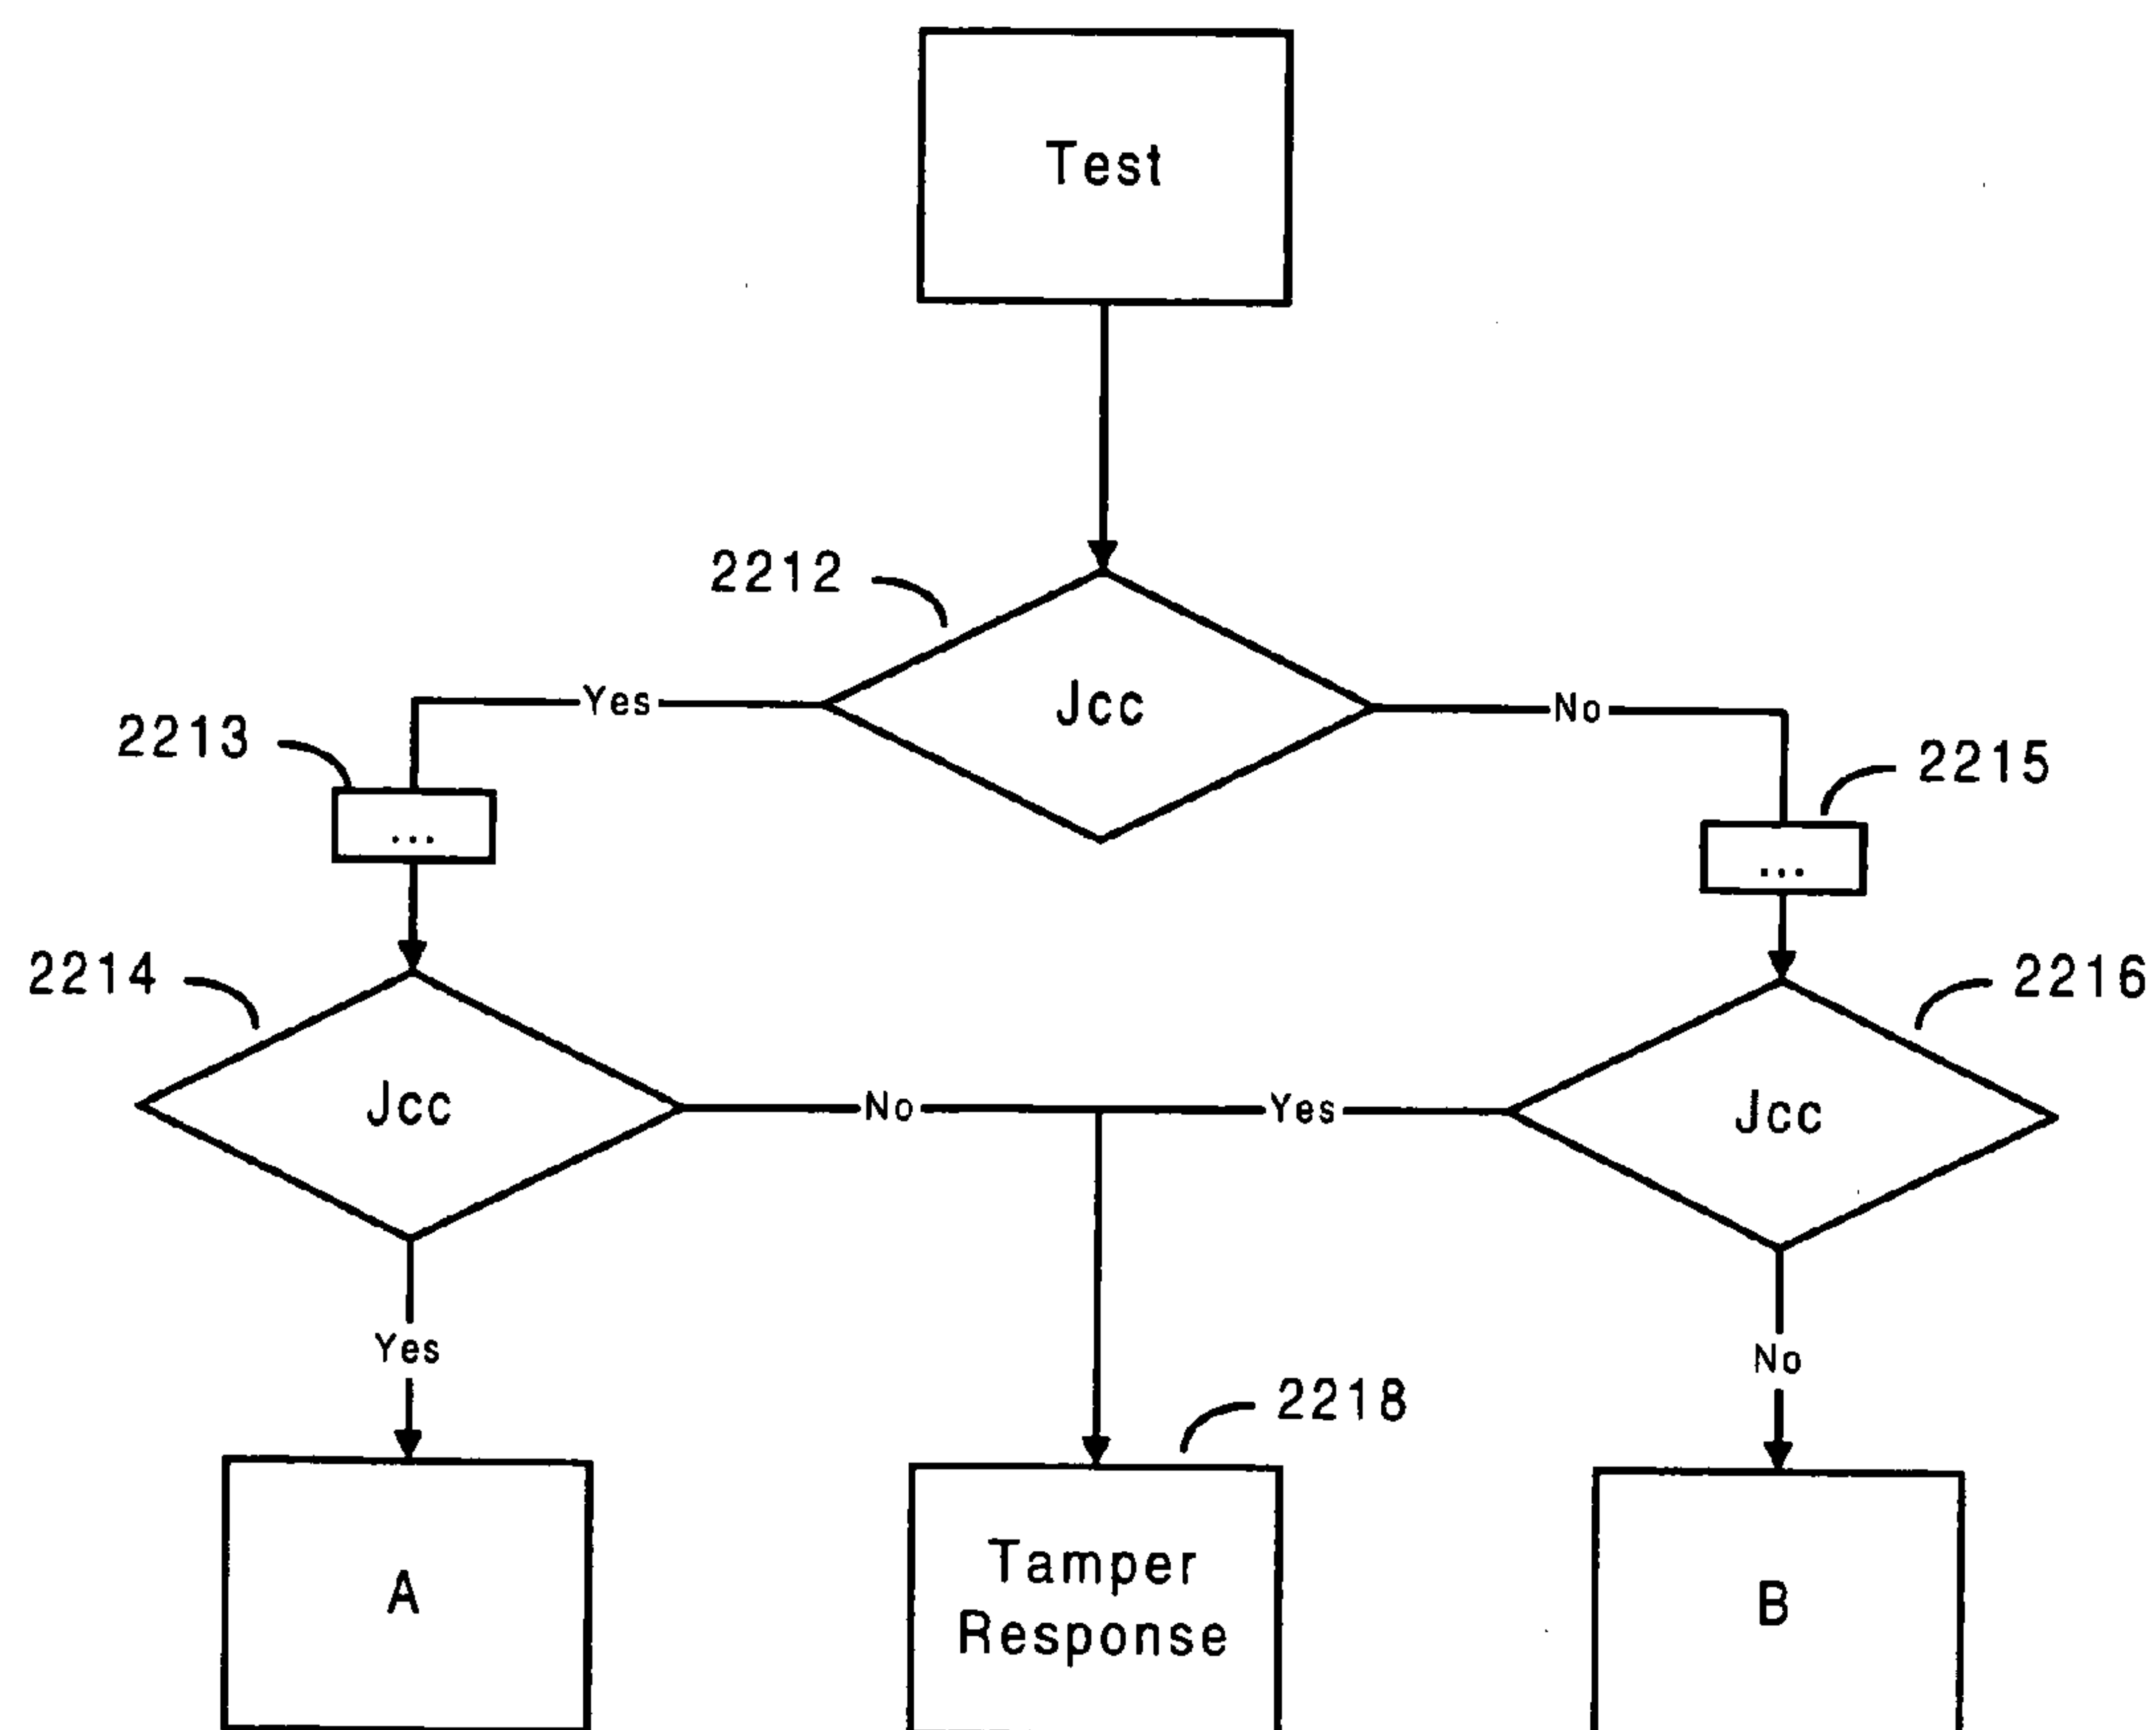 Test
2212
Jcc
Yes
No
2213
2215
...
...
2214
2216
Jcc
No
Yes
Jcc
Yes
No
2218
A
Tamper
Response
B